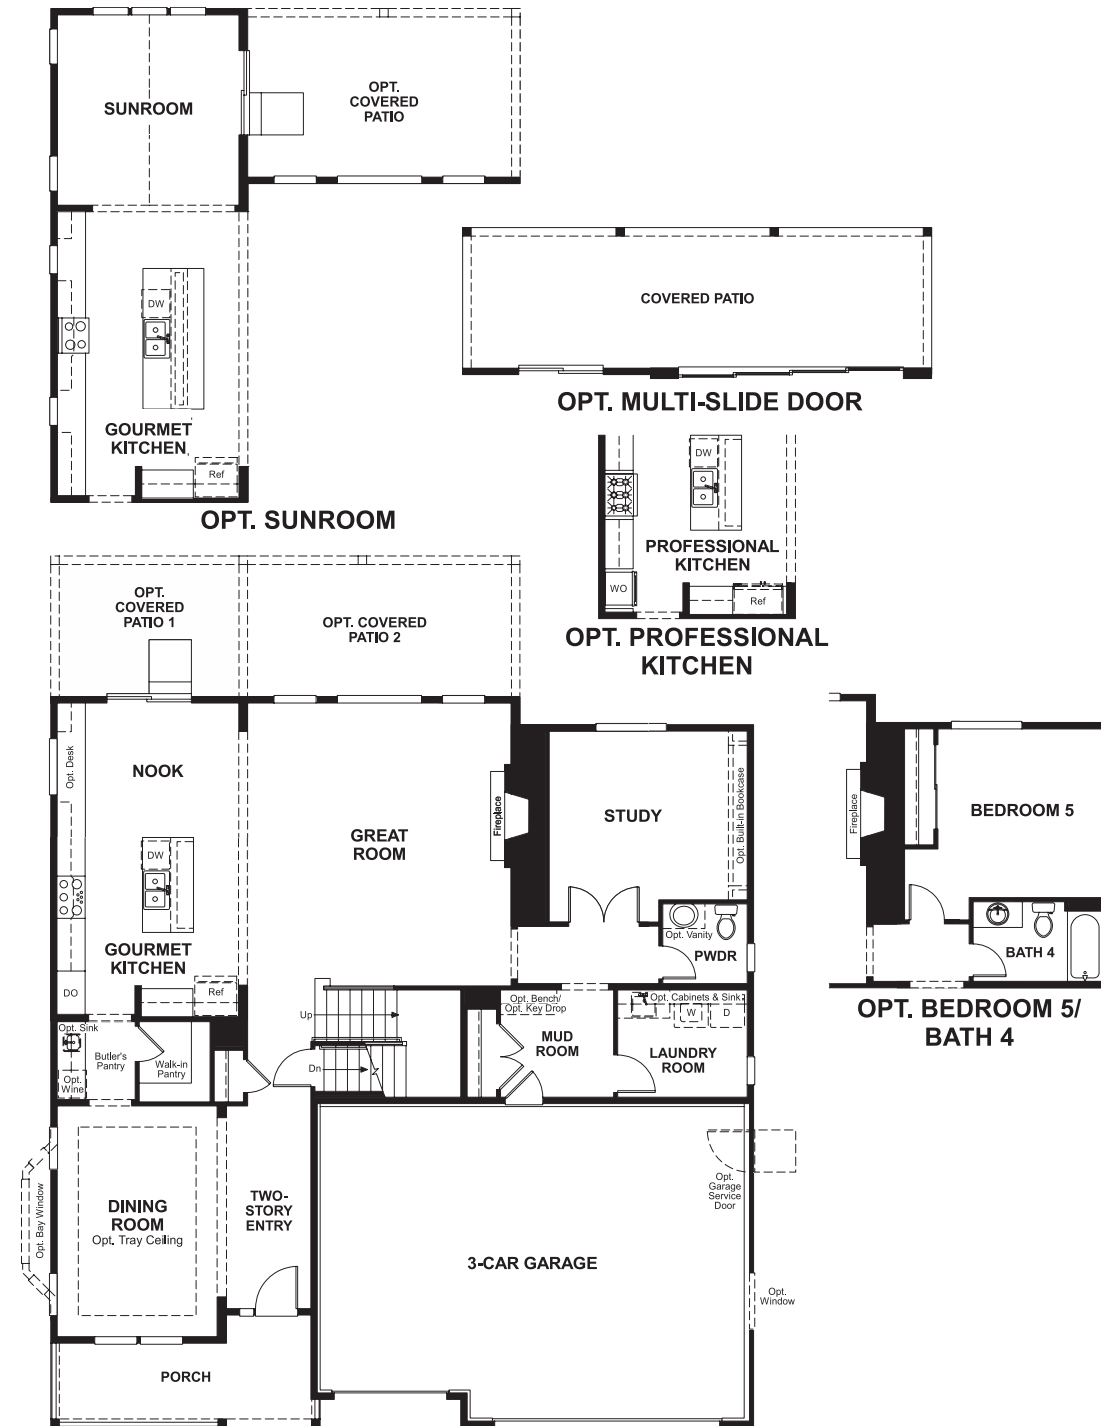 SUNROOM
OPT.
COVERED
PATIO
DW
GOURMET
KITCHEN
Ref
OPT. SUNROOM
COVERED PATIO
OPT. MULTI-SLIDE DOOR
DW
PROFESSIONAL
KITCHEN
WO
Ref
OPT. PROFESSIONAL
KITCHEN
OPT.
COVERED
PATIO 1
OPT. COVERED
PATIO 2
Opt. Desk
NOOK
DW
GOURMET
KITCHEN
DO
Ref
GREAT
ROOM
Fireplace
STUDY
Opt. Built-in Bookcase
Opt. Vanity
PWDR
Fireplace
BEDROOM 5
BATH 4
OPT. BEDROOM 5/
BATH 4
Opt. Sink
Butler's
Pantry
Opt.
Wine
Walk-in
Pantry
Up
Dn
Opt. Bench/
Opt. Key Drop
MUD
ROOM
Opt. Cabinets & Sink
W
D
LAUNDRY
ROOM
Opt. Bay Window
DINING
ROOM
Opt. Tray Ceiling
TWO-
STORY
ENTRY
Opt.
Garage
Service
Door
3-CAR GARAGE
Opt.
Window
PORCH